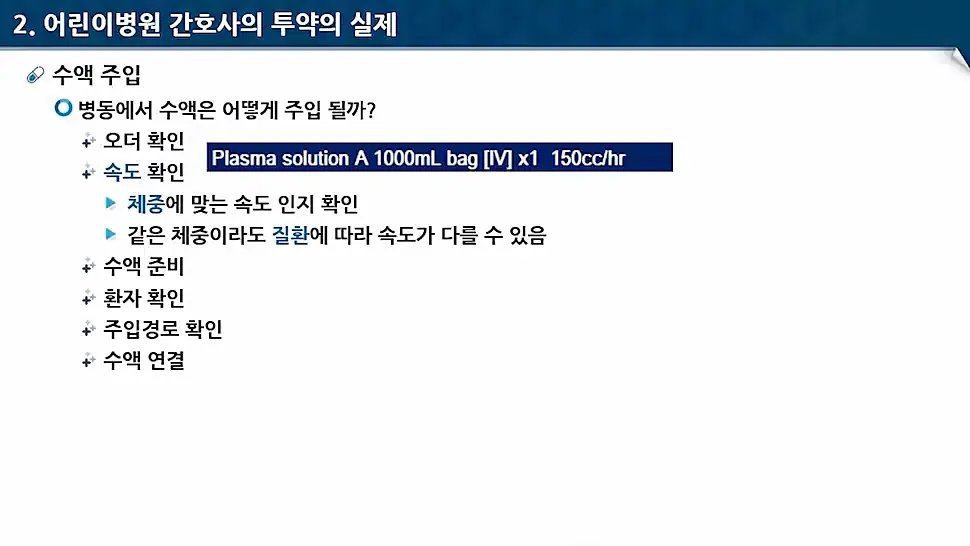 2. 어린이병원 간호사의 투약의 실제
수액 주입
병동에서 수액은 어떻게 주입 될까?
오더 확인
Plasma solution A 1000mL bag [IV] x1 150cc/hr
속도 확인
체중에 맞는 속도 인지 확인
같은 체중이라도 질환에 따라 속도가 다를 수 있음
수액 준비
환자 확인
주입경로 확인
수액 연결